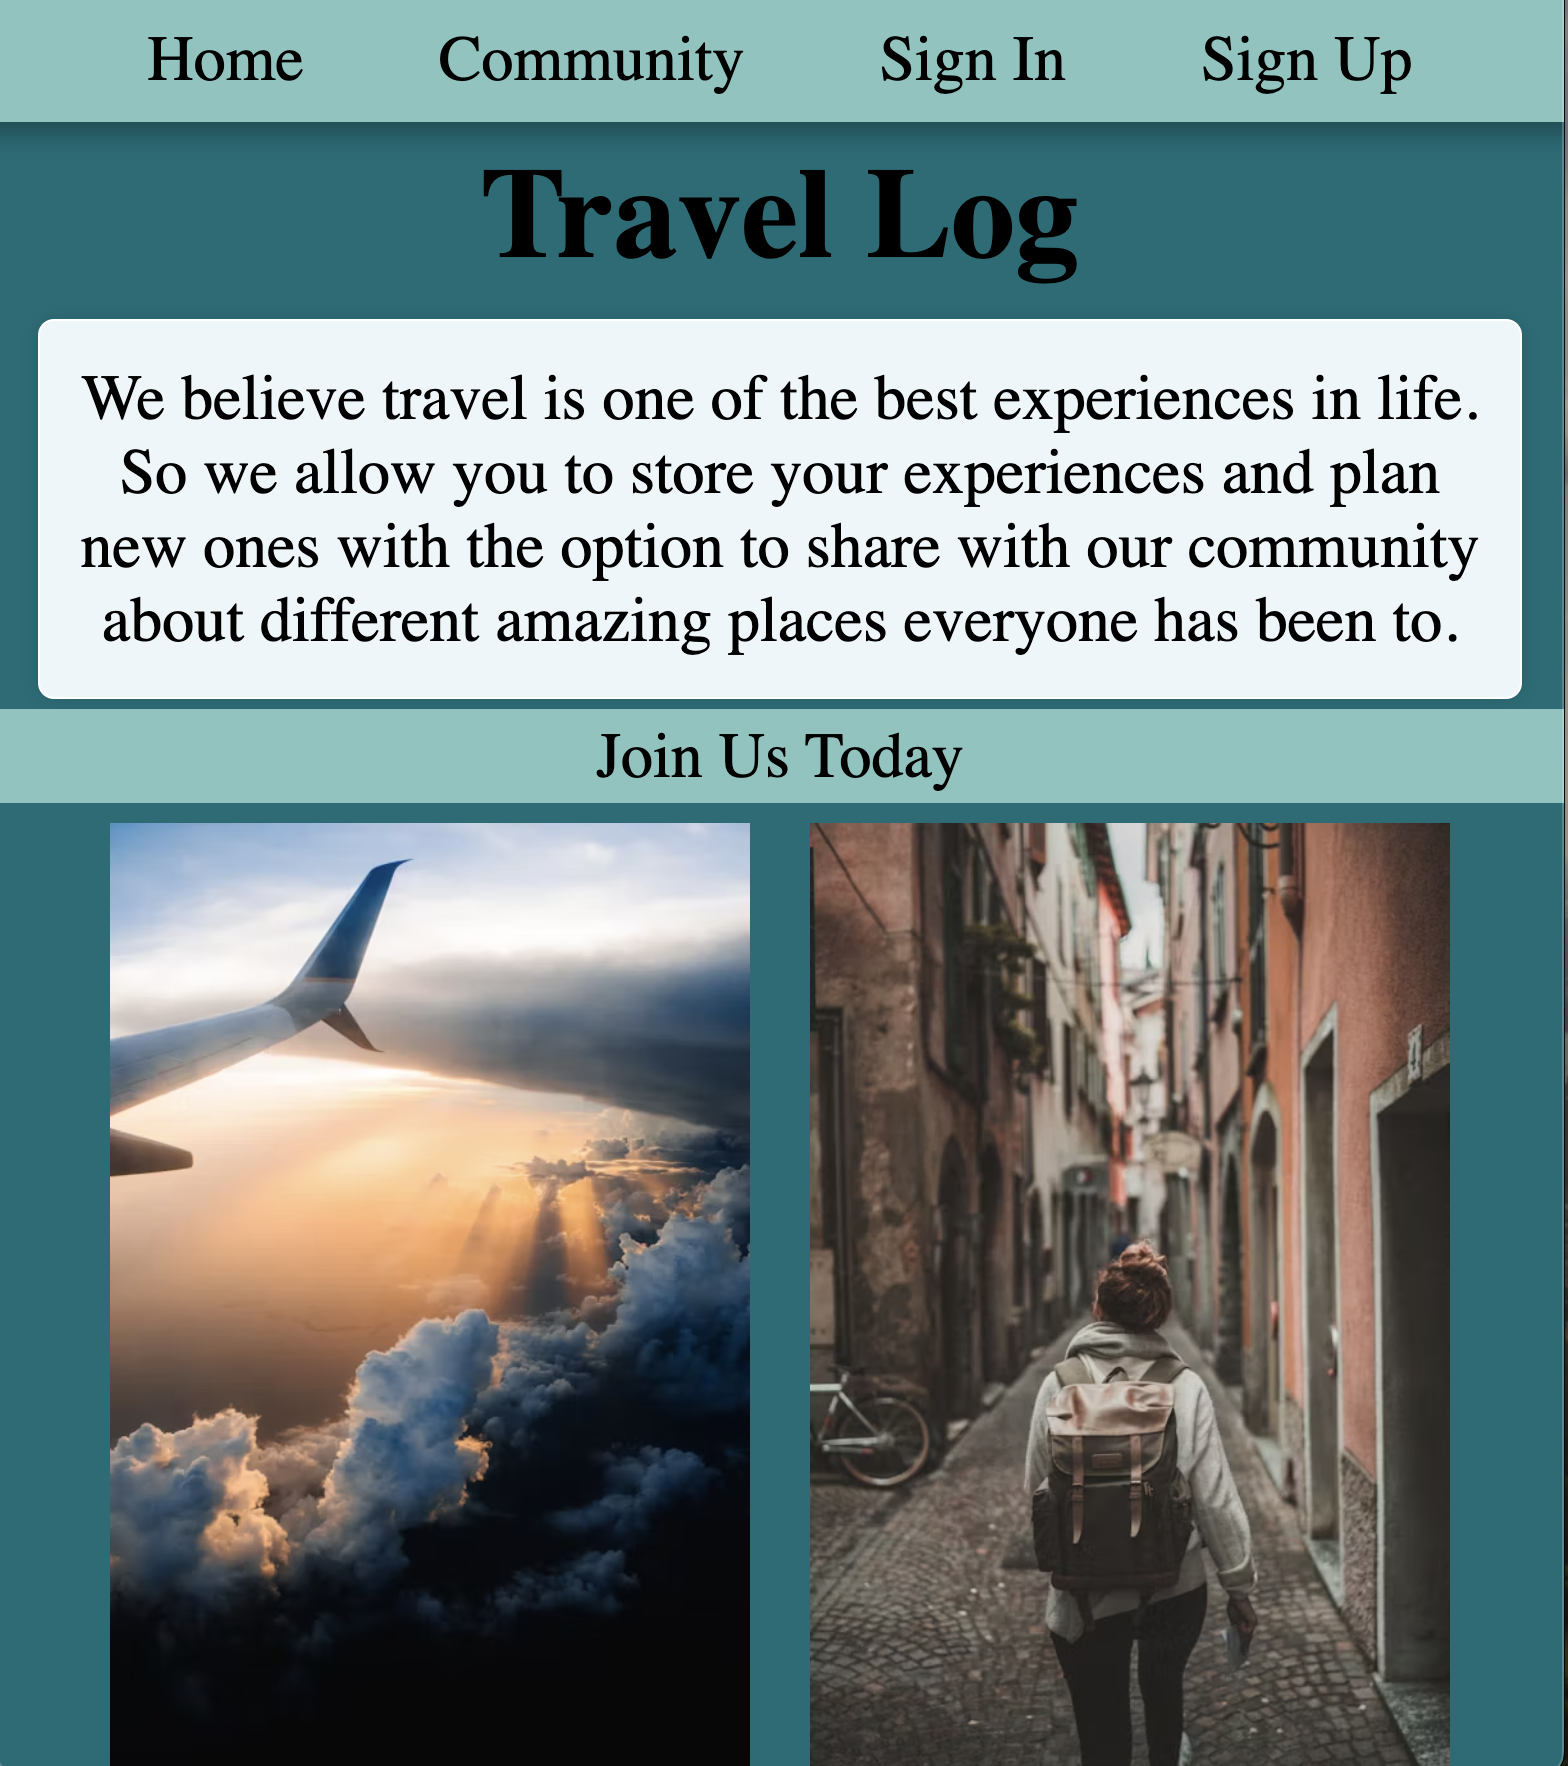 Home Community Sign In Sign Up
Travel Log
We believe travel is one of the best experiences in life.
So we allow you to store your experiences and plan
new ones with the option to share with our community
about different amazing places everyone has been to.
Join Us Today